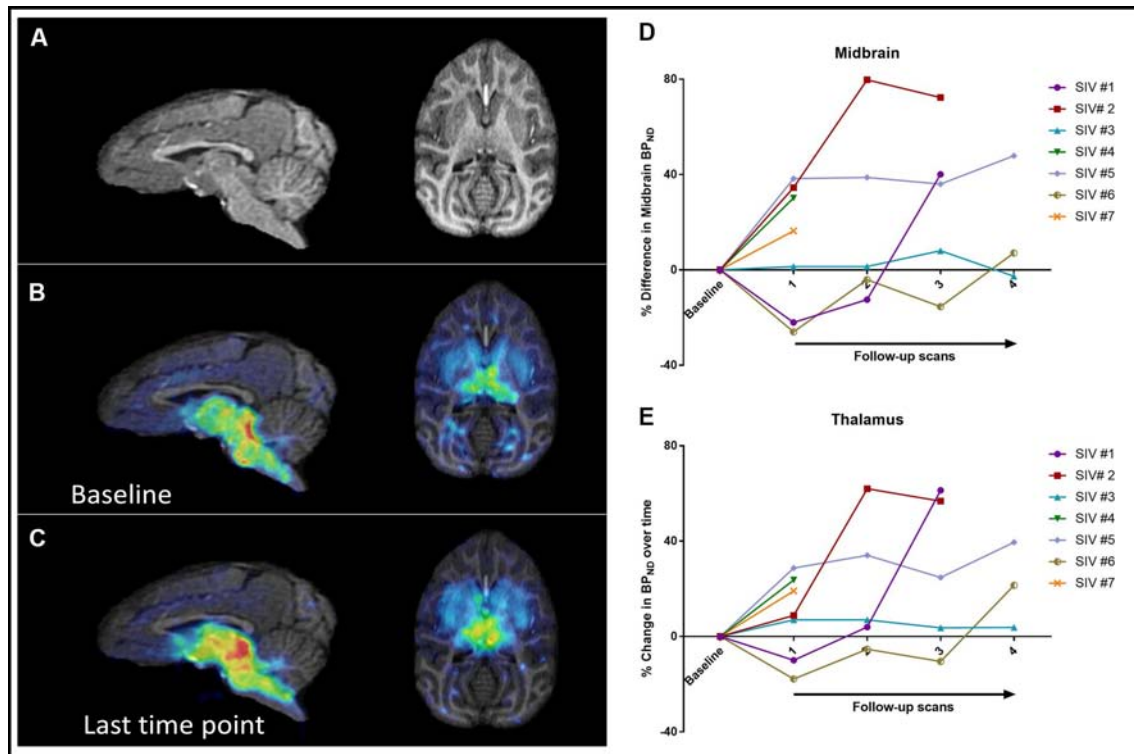 A
B
Baseline
C
Last time point
D
Midbrain
% Difference in Midbrain BPND
80
40
0
-40
Baseline
1
2
3
4
Follow-up scans
SIV #1
SIV# 2
SIV #3
SIV #4
SIV #5
SIV #6
SIV #7
E
Thalamus
% Change in BPND over time
80
40
0
-40
Baseline
1
2
3
4
Follow-up scans
SIV #1
SIV# 2
SIV #3
SIV #4
SIV #5
SIV #6
SIV #7